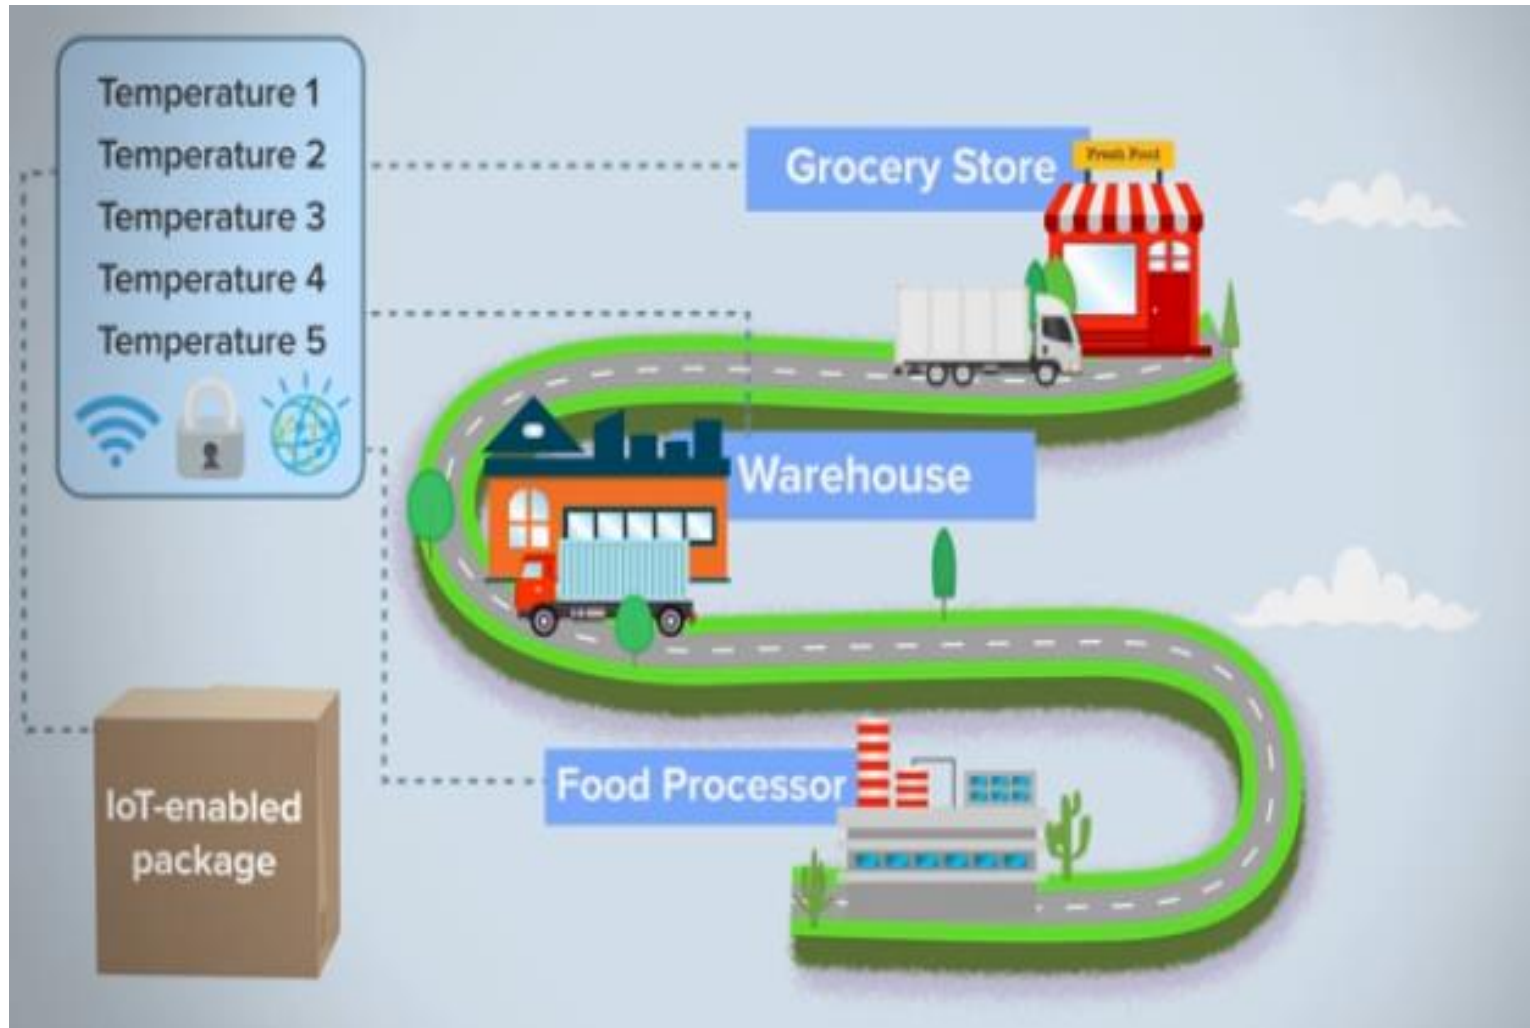 Temperature 1
Temperature 2
Temperature 3
Temperature 4
Temperature 5
Grocery Store
Warehouse
Food Processor
IoT-enabled
package